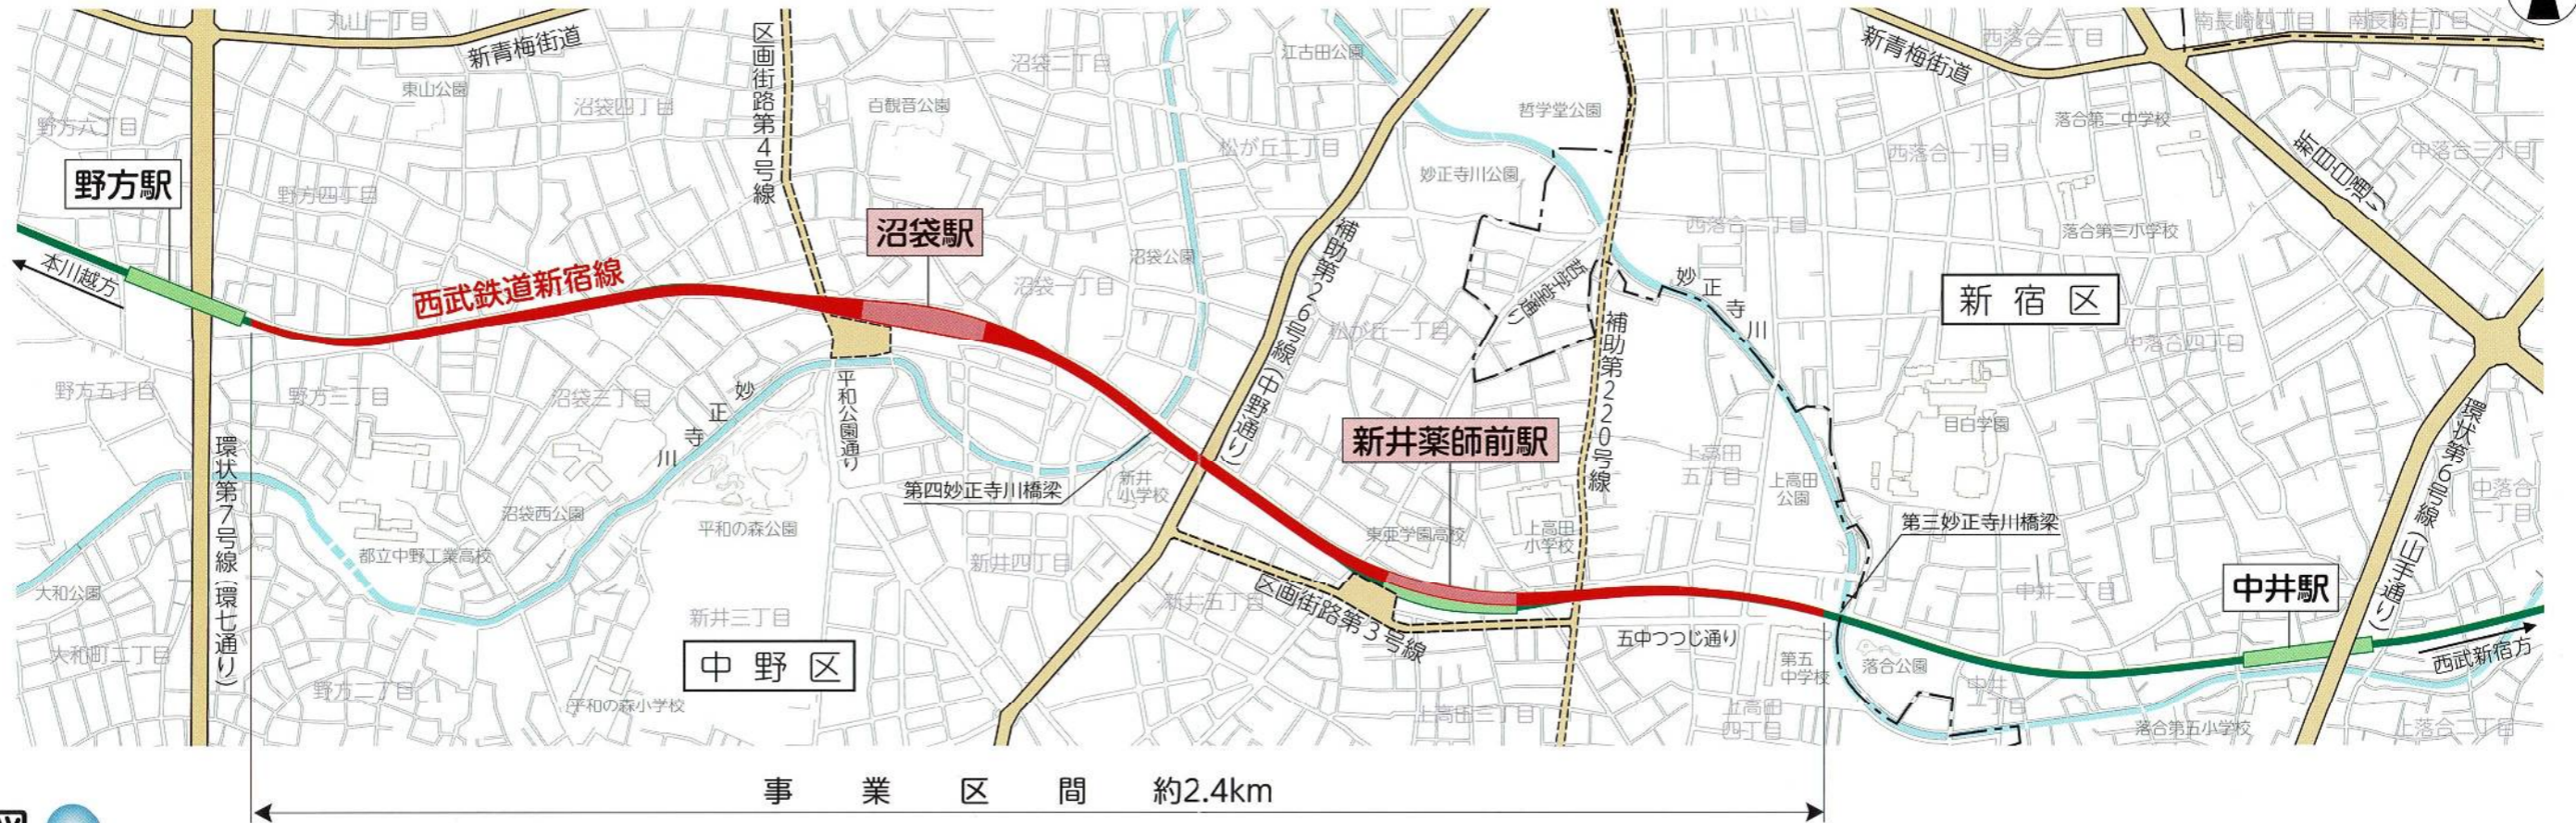 丸山一丁目
新青梅街道
東山公園
沼袋四丁目
区画街路第4号線
百観音公園
沼袋二丁目
江古田公園
哲学堂公園
新青梅街道
西落合三丁目
南長崎四丁目
南長崎三丁目
野方六丁目
落合第二中学校
新目白通り
中落合三丁目
野方駅
野方四丁目
松が丘二丁目
妙正寺川公園
西落合一丁目
沼袋駅
沼袋公園
補助第26号線(中野通り)
西落合二丁目
落合第三小学校
本川越方
西武鉄道新宿線
沼袋一丁目
哲学堂通り
妙正寺川
新宿区
松が丘一丁目
補助第220号線
中落合四丁目
野方五丁目
野方三丁目
沼袋三丁目
妙正寺川
平和公園通り
目白学園
環状第6号線(山手通り)
環状第7号線(環七通り)
新井薬師前駅
上高田五丁目
上高田公園
第四妙正寺川橋梁
新井小学校
中落合一丁目
沼袋西公園
平和の森公園
東亜学園高校
上高田小学校
第三妙正寺川橋梁
都立中野工業高校
新井四丁目
大和公園
新井五丁目
区画街路第3号線
中井二丁目
中井駅
新井三丁目
五中つつじ通り
大和町二丁目
中野区
第五中学校
落合公園
西武新宿方
野方二丁目
平和の森小学校
上高田三丁目
上高田四丁目
中井一丁目
落合第五小学校
上落合二丁目
事業区間 約2.4km